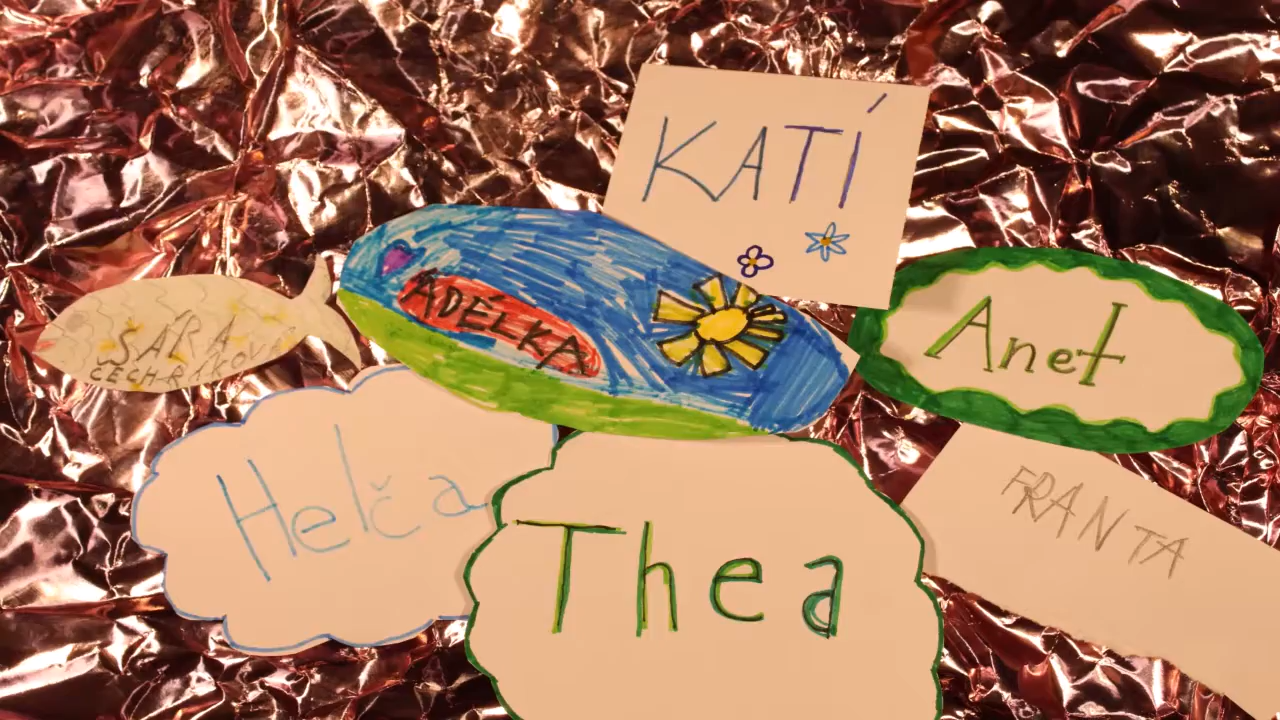 KATÍ
ADÉLKA
Anet
SÁRA
ČECHRÁKOVÁ
Helča
FRANTA
Thea